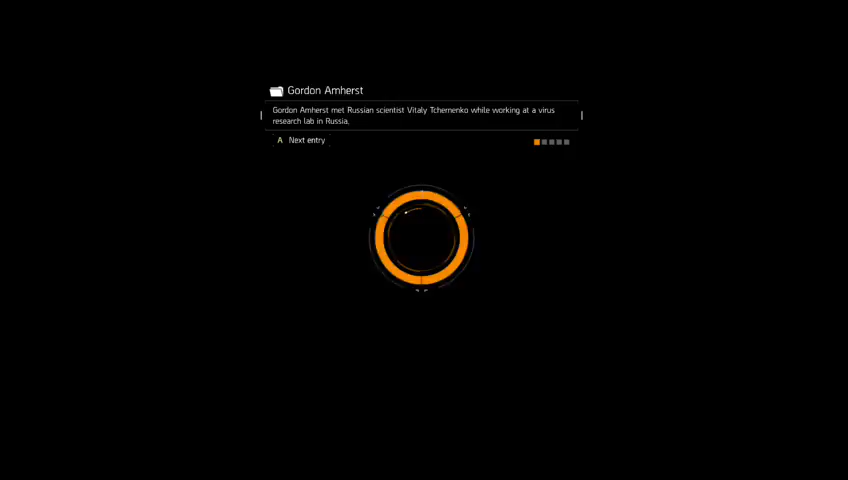 Gordon Amherst
Gordon Amherst met Russian scientist Vitaly Tchernenko while working at a virus
research lab in Russia.
A Next entry